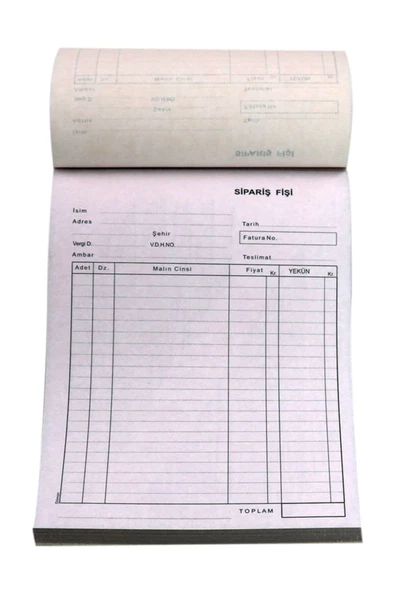 SİPARİŞ FİŞİ
İsim
Adres
Tarih
Şehir
Fatura No.
Vergi D.
V.D.H.NO.
Ambar
Teslimat
Adet Dz. Malın Cinsi Fiyat Kr. YEKÜN Kr.
TOPLAM